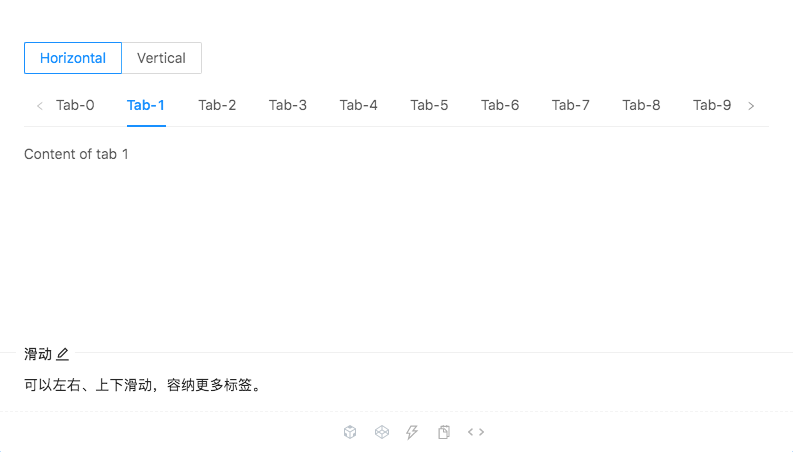 Horizontal Vertical
Tab-0 Tab-1 Tab-2 Tab-3 Tab-4 Tab-5 Tab-6 Tab-7 Tab-8 Tab-9
Content of tab 1
滑动
可以左右、上下滑动，容纳更多标签。